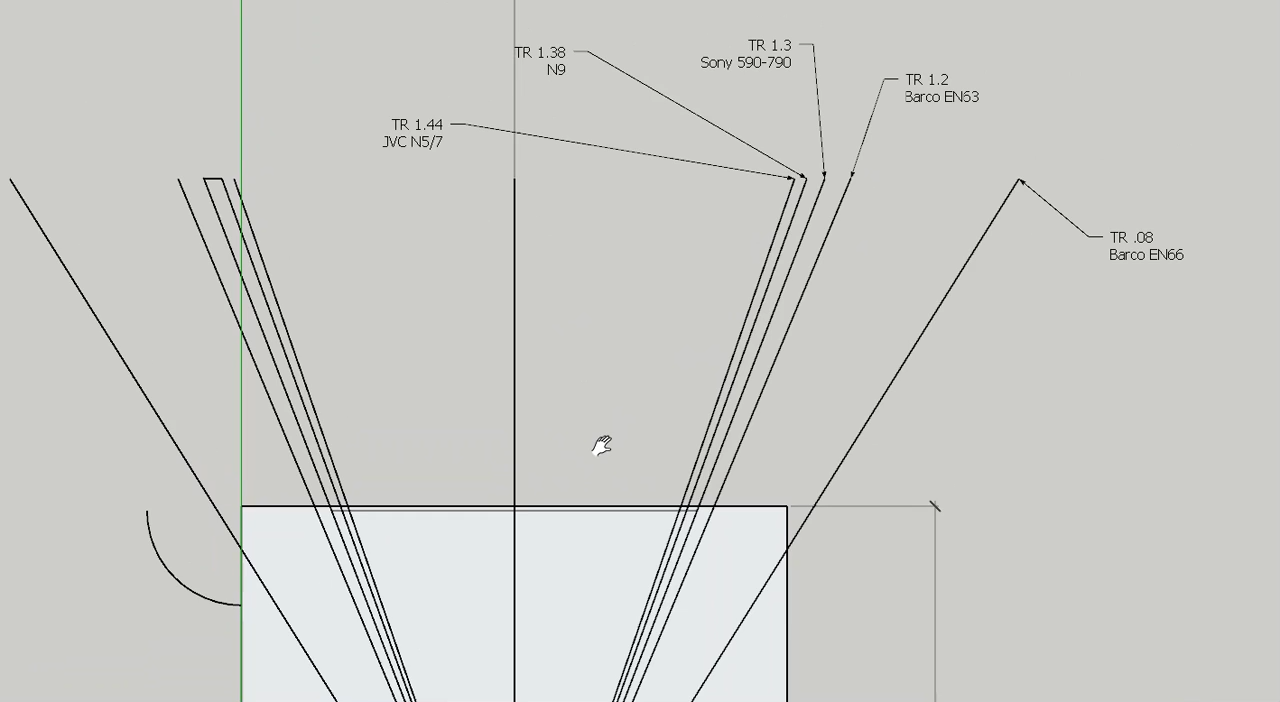 TR 1.38
N9
TR 1.3
Sony 590-790
TR 1.2
Barco EN63
TR 1.44
JVC N5/7
TR .08
Barco EN66